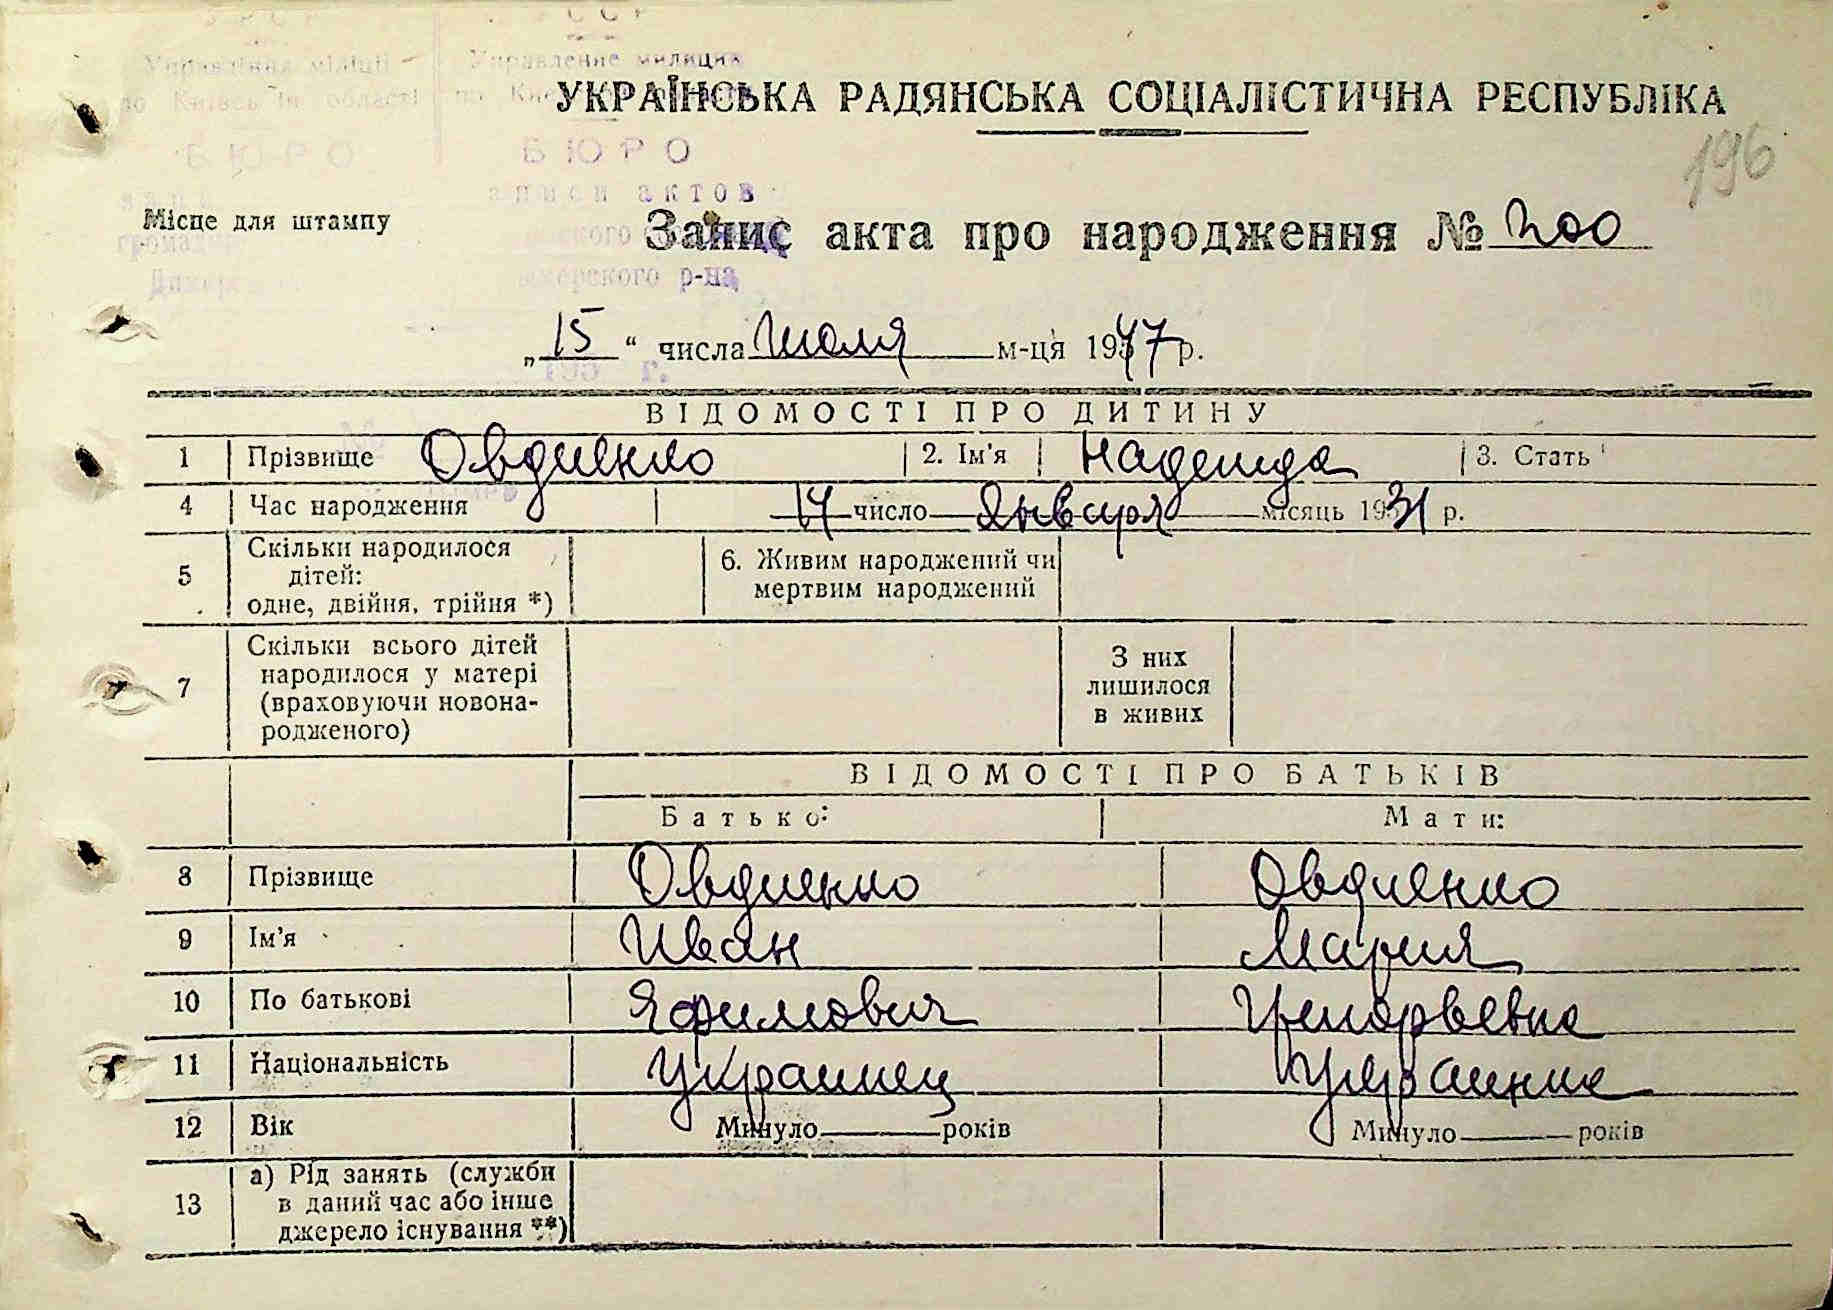 Управління міліції Управление милиции
по Київській області по Киевской
БЮРО БЮРО
УКРАЇНСЬКА РАДЯНСЬКА СОЦІАЛІСТИЧНА РЕСПУБЛІКА
196
записи актов
Місце для штампу
Запис акта про народження № 200
р-на
„15“ числа июля м-ця 1947 р.
195 г.
ВІДОМОСТІ ПРО ДИТИНУ
1 Прізвище Овдиенко 2. Ім'я Надежда 3. Стать
4 Час народження 14 число Января місяць 1931 р.
5 Скільки народилося дітей: одне, двійня, трійня *) 6. Живим народжений чи мертвим народжений
7 Скільки всього дітей народилося у матері (враховуючи новона-родженого) З них лишилося в живих
ВІДОМОСТІ ПРО БАТЬКІВ
Батько: Мати:
8 Прізвище Овдиенко Овдиенко
9 Ім'я Иван Мария
10 По батькові Яфимович Григорьевна
11 Національність Украинец Украинка
12 Вік Минуло років Минуло років
13 а) Рід занять (служби в даний час або інше джерело існування **)